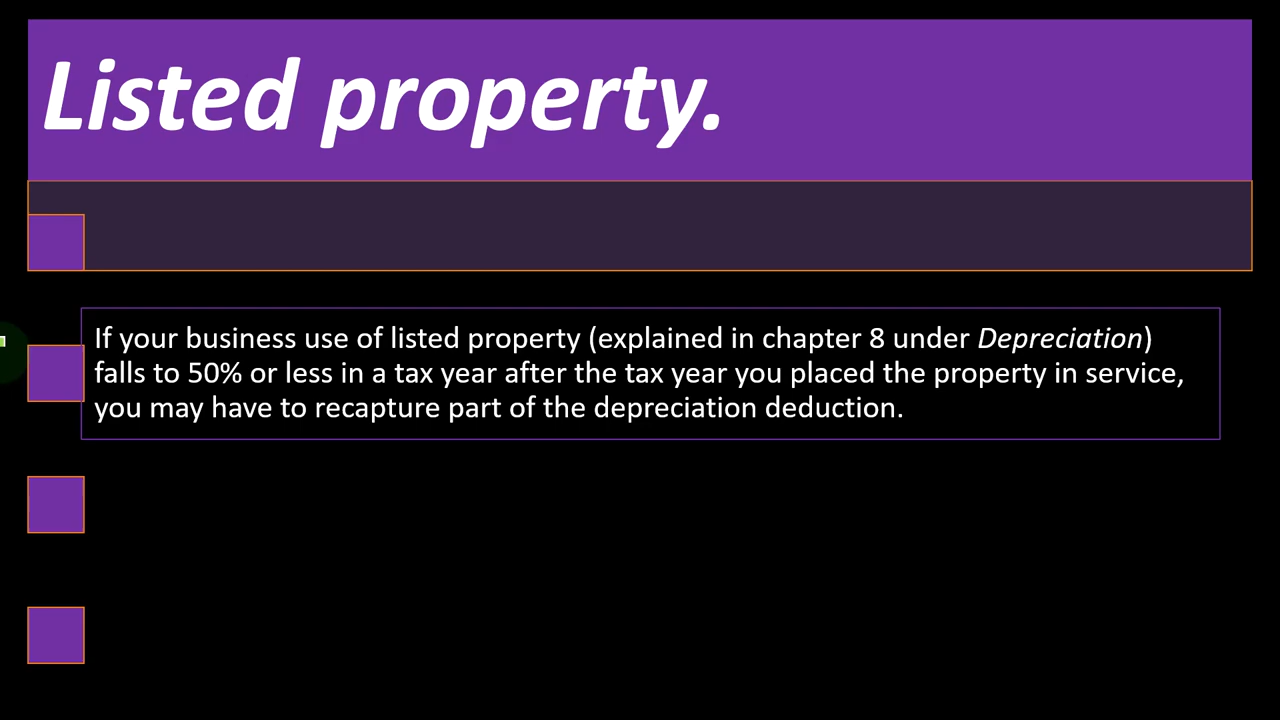 Listed property.
If your business use of listed property (explained in chapter 8 under Depreciation)
falls to 50% or less in a tax year after the tax year you placed the property in service,
you may have to recapture part of the depreciation deduction.